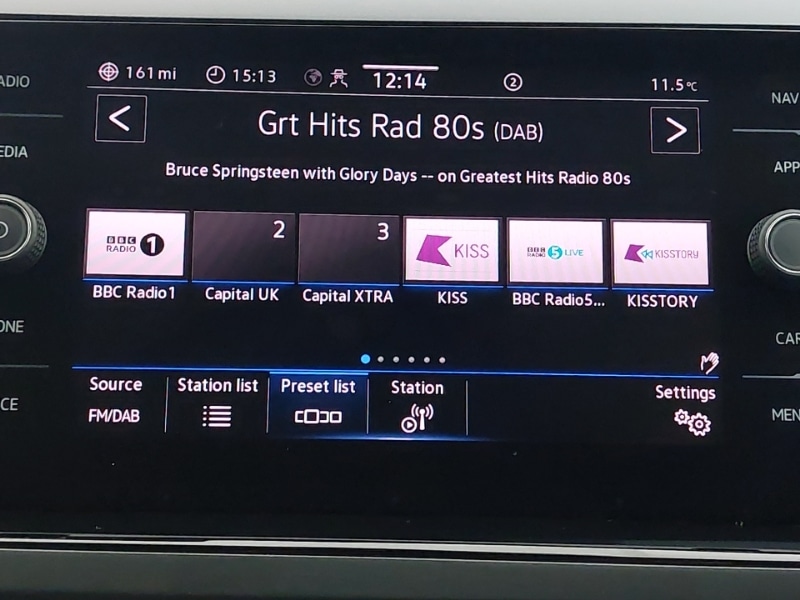 161 mi 15:13 12:14 2 11.5°C
ADIO
NAV
< Grt Hits Rad 80s (DAB) >
EDIA
APP
Bruce Springsteen with Glory Days -- on Greatest Hits Radio 80s
BBC RADIO 1 2 3 KISS BBC RADIO 5 LIVE KISSTORY
BBC Radio1 Capital UK Capital XTRA KISS BBC Radio5... KISSTORY
ONE
CAR
Source Station list Preset list Station Settings
FM/DAB
CE
MEN